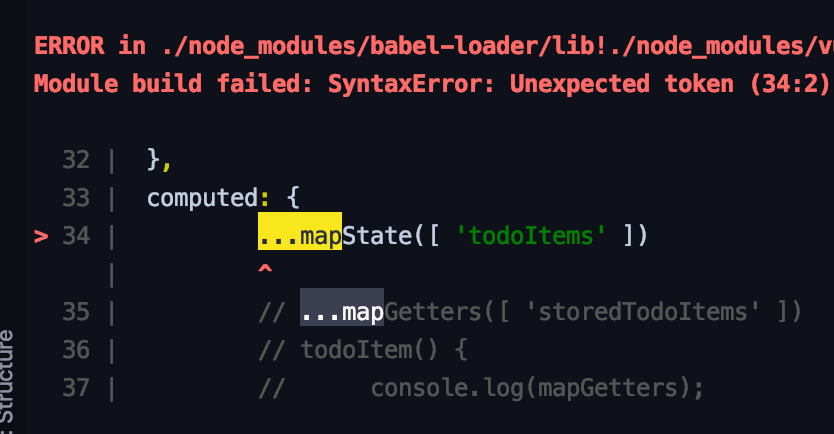 ERROR in ./node_modules/babel-loader/lib!./node_modules/
Module build failed: SyntaxError: Unexpected token (34:2)
32 | },
33 | computed: {
> 34 | ...mapState([ 'todoItems' ])
| ^
35 | // ...mapGetters([ 'storedTodoItems' ])
36 | // todoItem() {
37 | // console.log(mapGetters);
: Structure